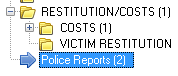 RESTITUTION/COSTS (1)
COSTS (1)
VICTIM RESTITUTION
Police Reports (2)